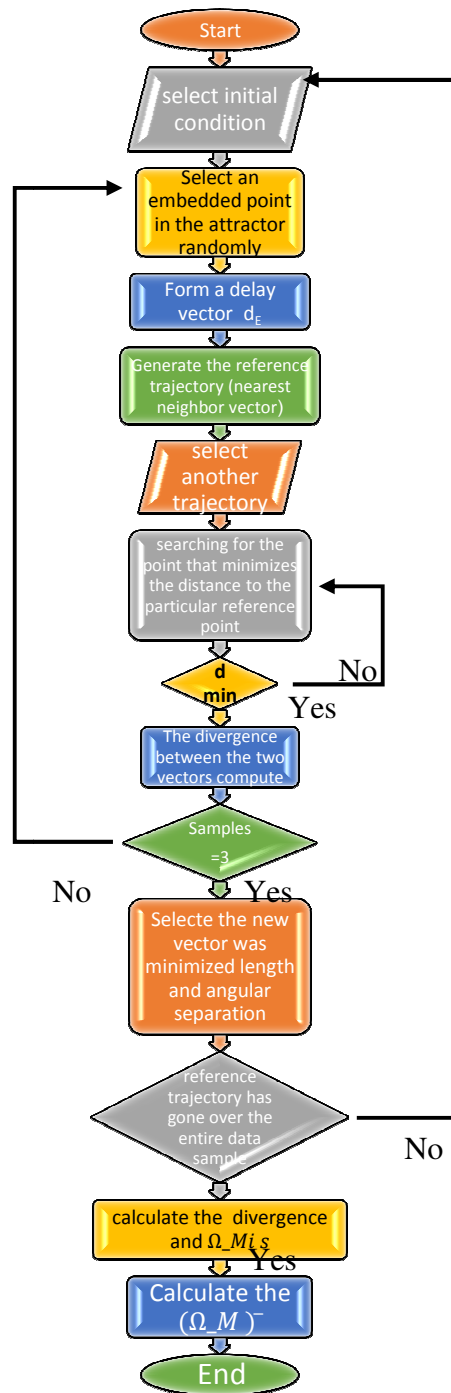 Start
select initial
condition
Select an
embedded point
in the attractor
randomly
Form a delay
vector d_E
Generate the reference
trajectory (nearest
neighbor vector)
select
another
trajectory
searching for the
point that minimizes
the distance to the
particular reference
point
No
d
min
Yes
The divergence
between the two
vectors compute
Samples
=3
No
Yes
Selecte the new
vector was
minimized length
and angular
separation
reference
trajectory has
gone over the
entire data
sample
No
calculate the divergence
and Ω_Mi s
Yes
Calculate the
(Ω_M )¯
End